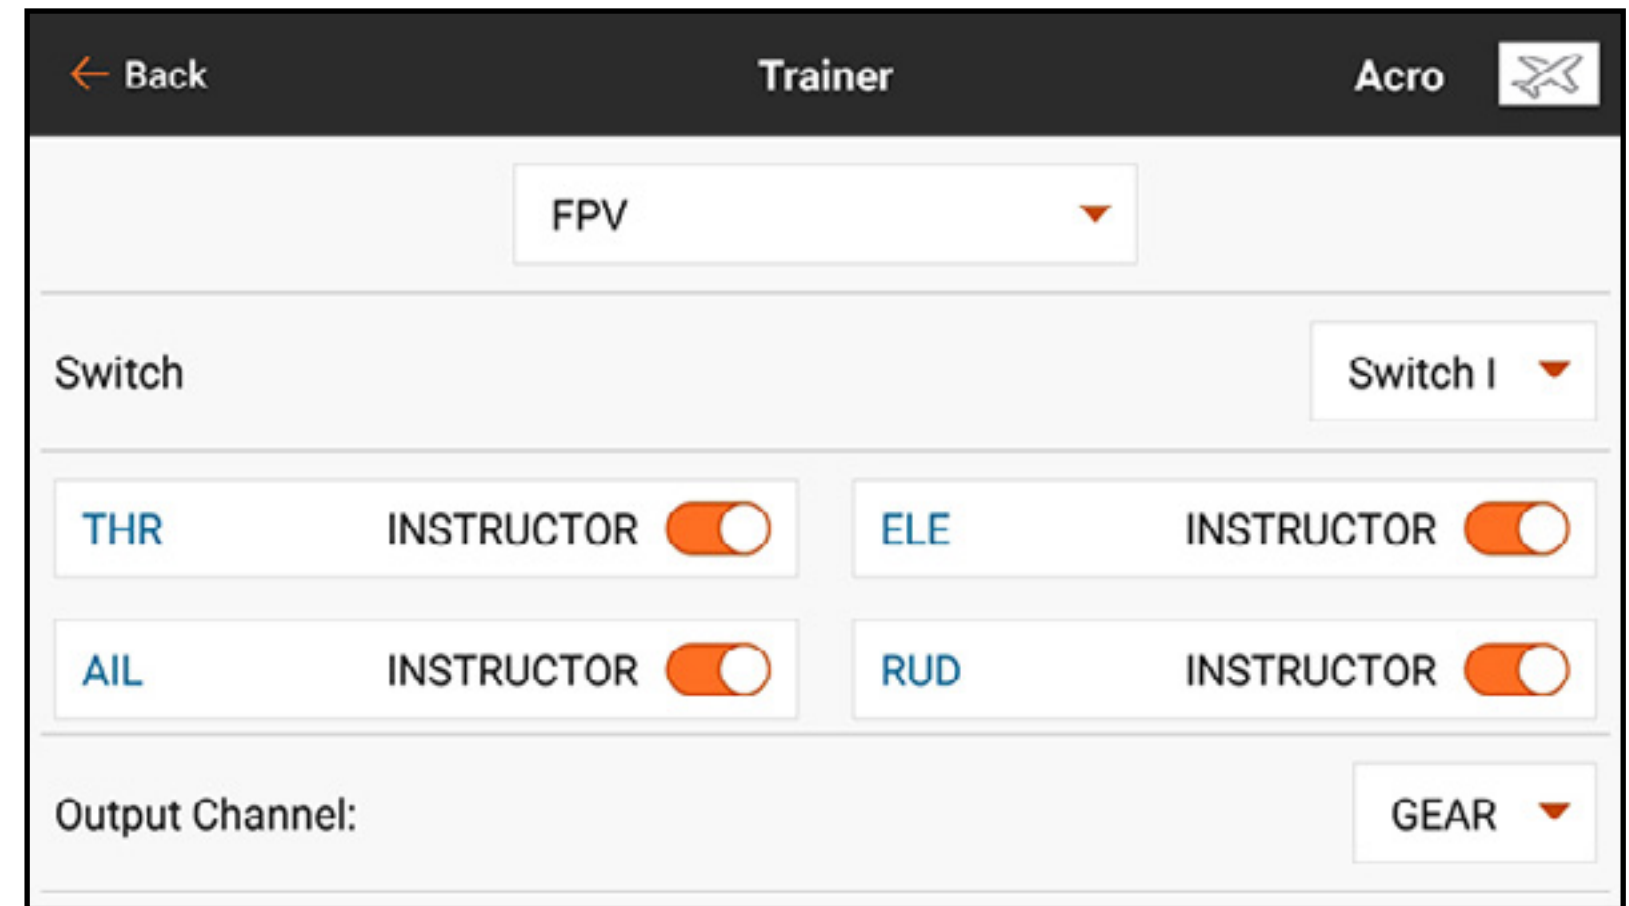 Back Trainer Acro
FPV
Switch Switch I
THR INSTRUCTOR ELE INSTRUCTOR
AIL INSTRUCTOR RUD INSTRUCTOR
Output Channel: GEAR